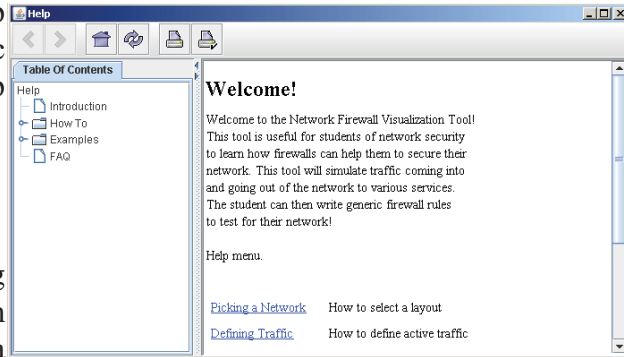 Help
Table Of Contents
Help
Introduction
How To
Examples
FAQ
Welcome!
Welcome to the Network Firewall Visualization Tool!
This tool is useful for students of network security
to learn how firewalls can help them to secure their
network. This tool will simulate traffic coming into
and going out of the network to various services.
The student can then write generic firewall rules
to test for their network!
Help menu.
Picking a Network How to select a layout
Defining Traffic How to define active traffic